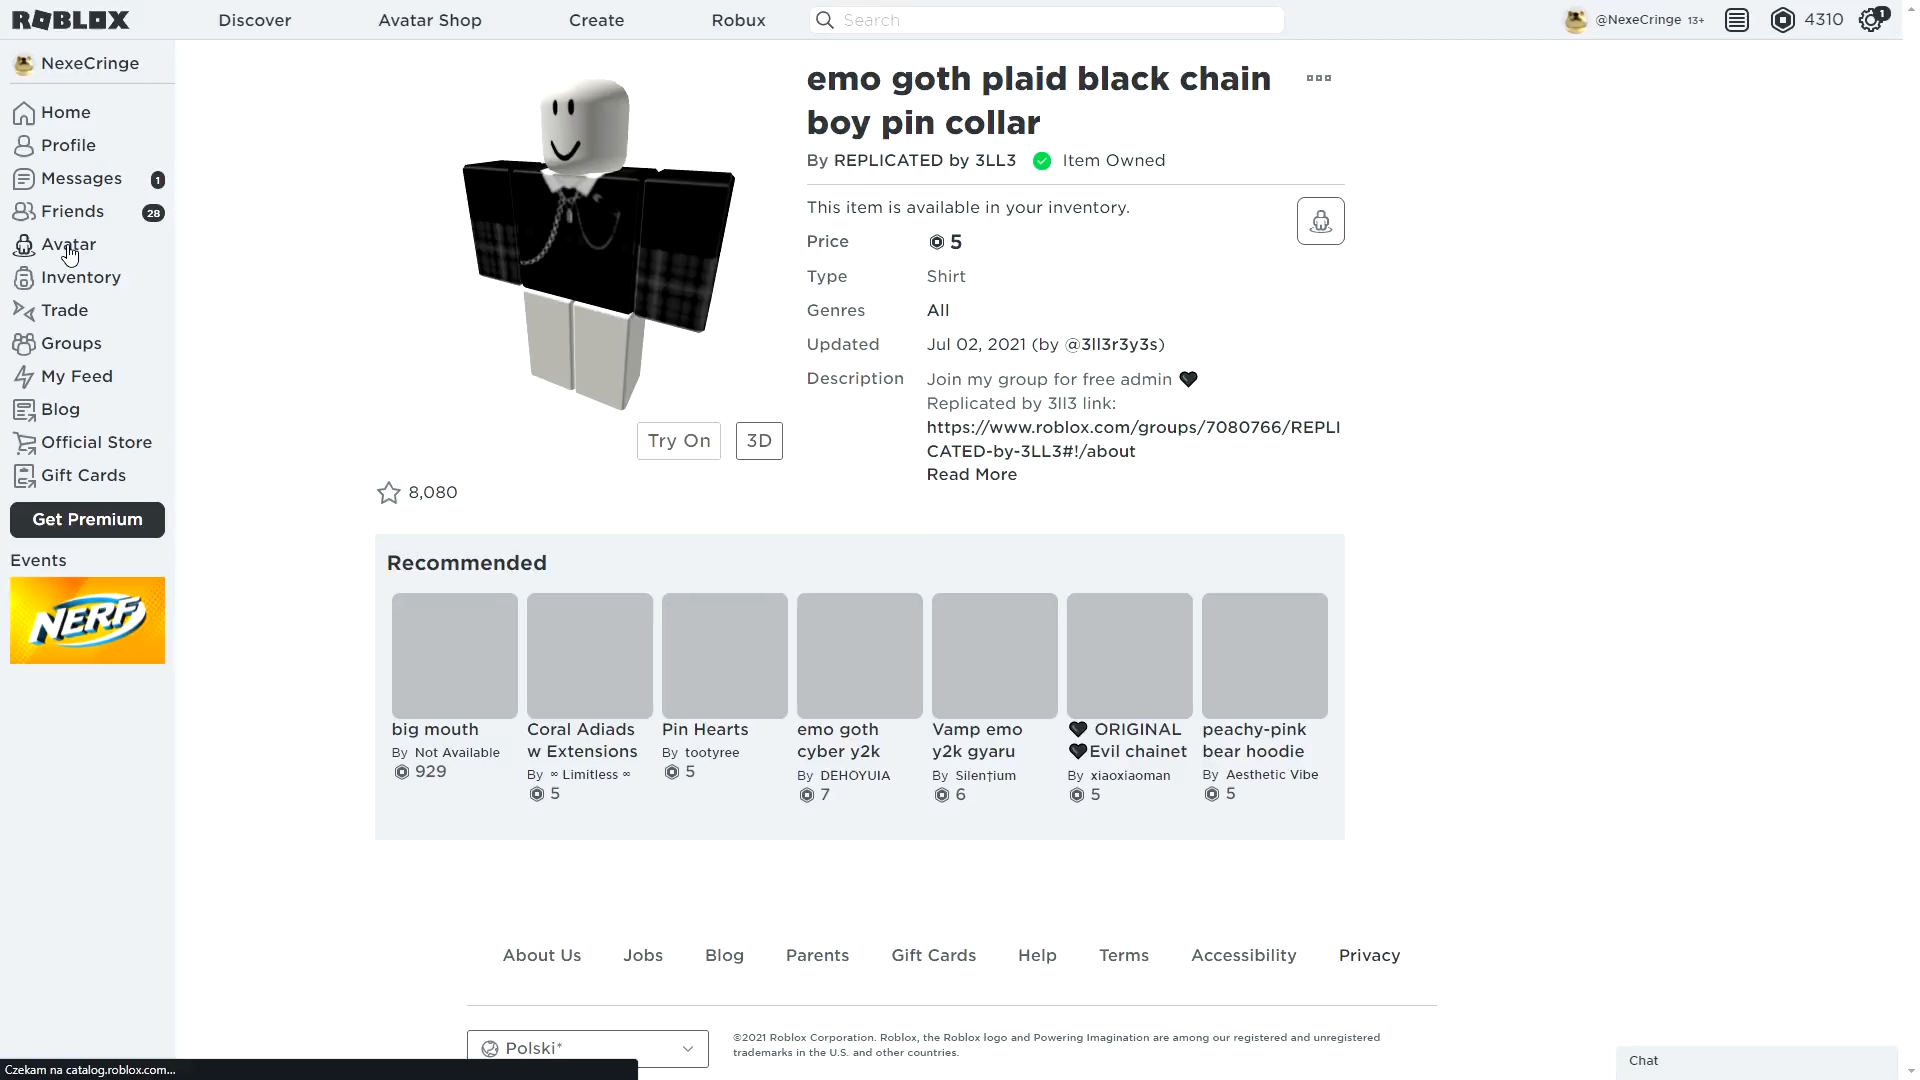 ROBLOX
Discover
Avatar Shop
Create
Robux
Search
@NexeCringe 13+
4310
1
NexeCringe
Home
Profile
Messages
1
Friends
28
Avatar
Inventory
Trade
Groups
My Feed
Blog
Official Store
Gift Cards
Get Premium
Events
NERF
emo goth plaid black chain
boy pin collar
By REPLICATED by 3LL3
Item Owned
This item is available in your inventory.
Price
5
Type
Shirt
Genres
All
Updated
Jul 02, 2021 (by @3ll3r3y3s)
Description
Join my group for free admin 🖤
Replicated by 3ll3 link:
https://www.roblox.com/groups/7080766/REPLI
CATED-by-3LL3#!/about
Read More
Try On
3D
8,080
Recommended
big mouth
By Not Available
929
Coral Adiads
w Extensions
By ∞ Limitless ∞
5
Pin Hearts
By tootyree
5
emo goth
cyber y2k
By DEHOYUIA
7
Vamp emo
y2k gyaru
By Silen†ium
6
🖤 ORIGINAL
🖤Evil chainet
By xiaoxiaoman
5
peachy-pink
bear hoodie
By Aesthetic Vibe
5
About Us
Jobs
Blog
Parents
Gift Cards
Help
Terms
Accessibility
Privacy
Polski*
©2021 Roblox Corporation. Roblox, the Roblox logo and Powering Imagination are among our registered and unregistered
trademarks in the U.S. and other countries.
Chat
Czekam na catalog.roblox.com...